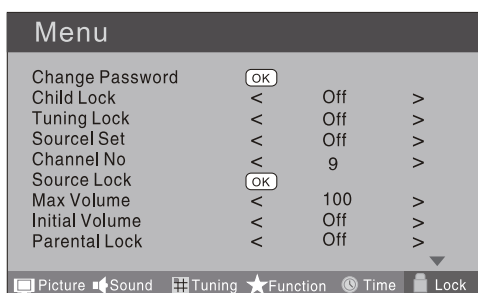 Menu
Change Password OK
Child Lock < Off >
Tuning Lock < Off >
Sourcel Set < Off >
Channel No < 9 >
Source Lock OK
Max Volume < 100 >
Initial Volume < Off >
Parental Lock < Off >
Picture Sound Tuning Function Time Lock